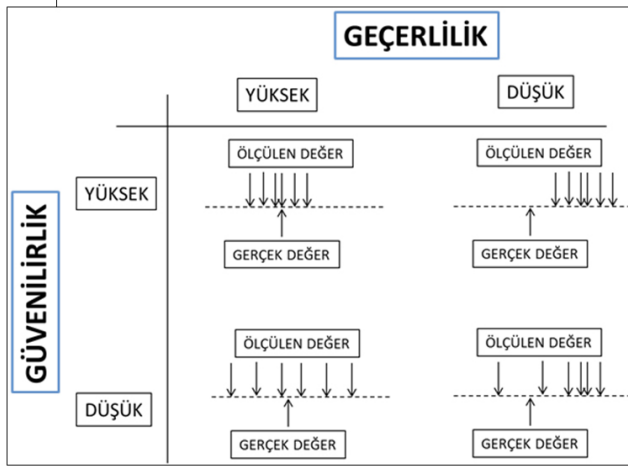 GEÇERLİLİK
YÜKSEK
DÜŞÜK
GÜVENİLİRLİK
YÜKSEK
ÖLÇÜLEN DEĞER
GERÇEK DEĞER
ÖLÇÜLEN DEĞER
GERÇEK DEĞER
DÜŞÜK
ÖLÇÜLEN DEĞER
GERÇEK DEĞER
ÖLÇÜLEN DEĞER
GERÇEK DEĞER